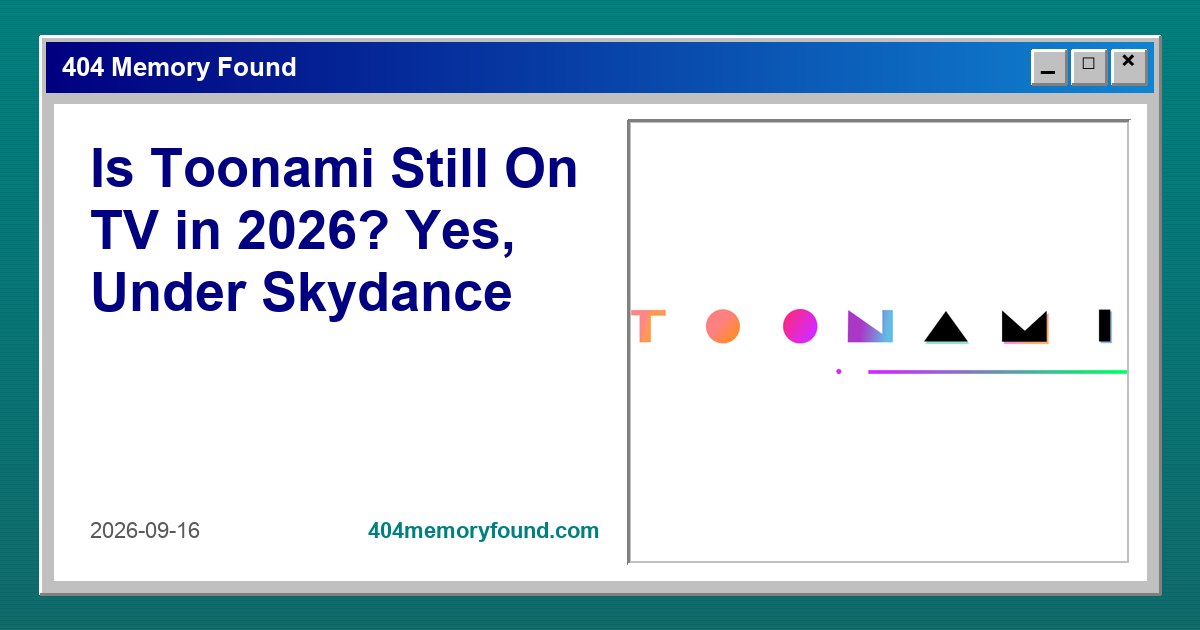 404 Memory Found
Is Toonami Still On
TV in 2026? Yes,
Under Skydance
TOONAMI
2026-09-16
404memoryfound.com